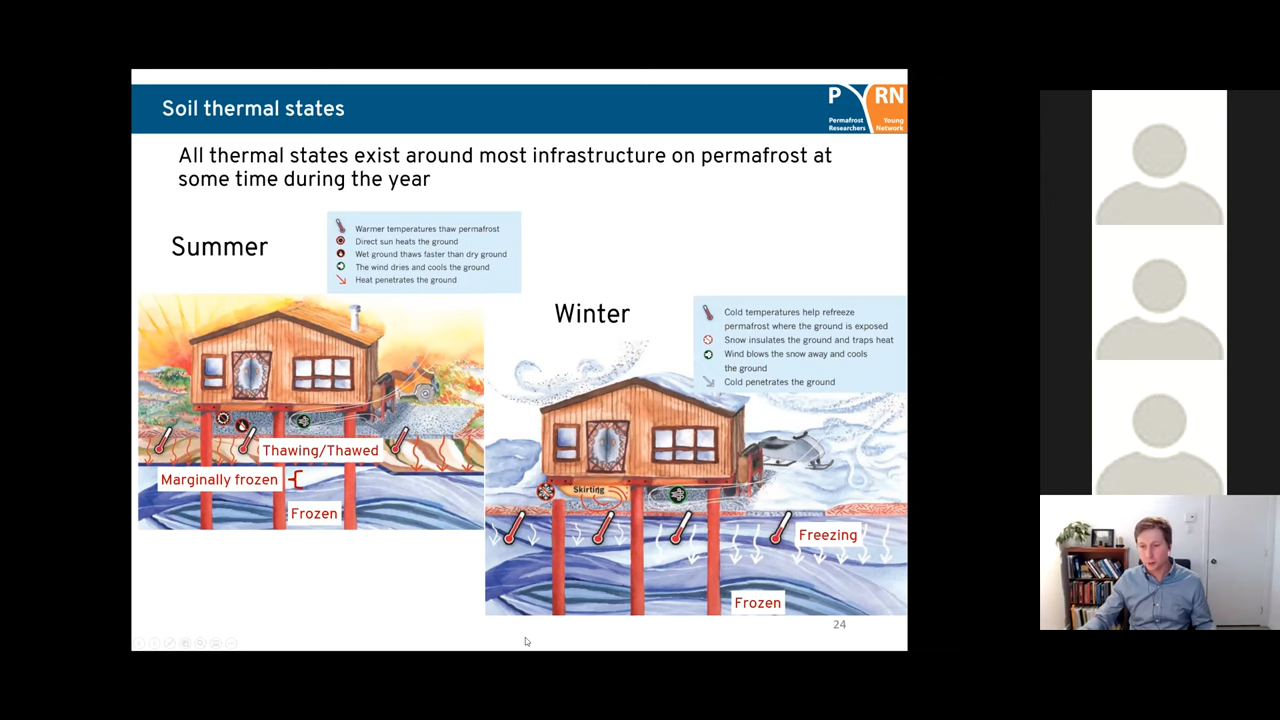 Soil thermal states
P RN
Permafrost Young
Researchers Network
All thermal states exist around most infrastructure on permafrost at
some time during the year
Summer
Warmer temperatures thaw permafrost
Direct sun heats the ground
Wet ground thaws faster than dry ground
The wind dries and cools the ground
Heat penetrates the ground
Winter
Cold temperatures help refreeze
permafrost where the ground is exposed
Snow insulates the ground and traps heat
Wind blows the snow away and cools
the ground
Cold penetrates the ground
Thawing/Thawed
Marginally frozen
Frozen
Skirting
Freezing
Frozen
24